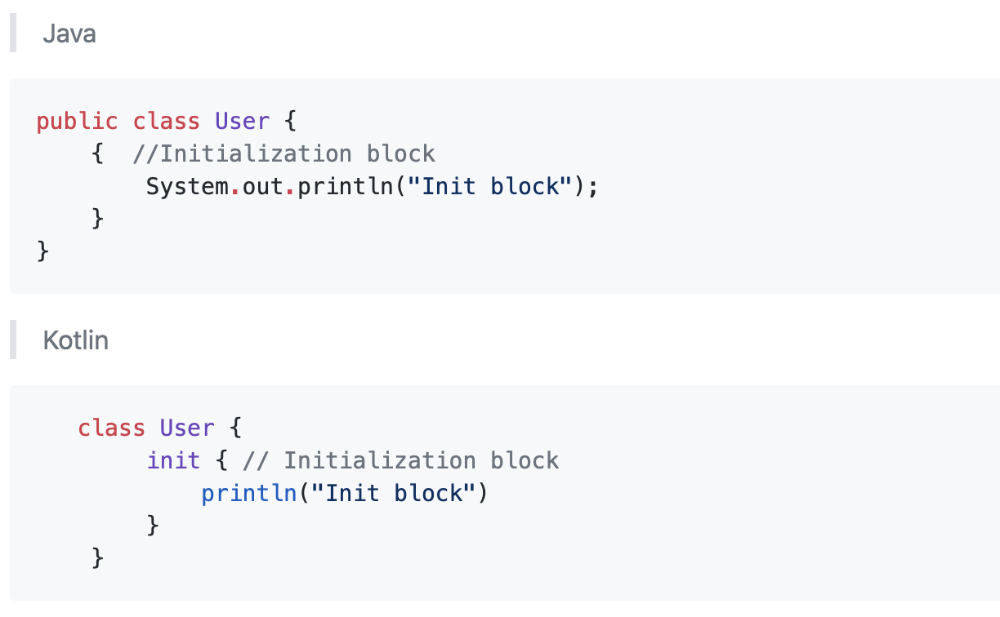 Java
public class User {
    {  //Initialization block
        System.out.println("Init block");
    }
}
Kotlin
   class User {
        init { // Initialization block
            println("Init block")
        }
    }